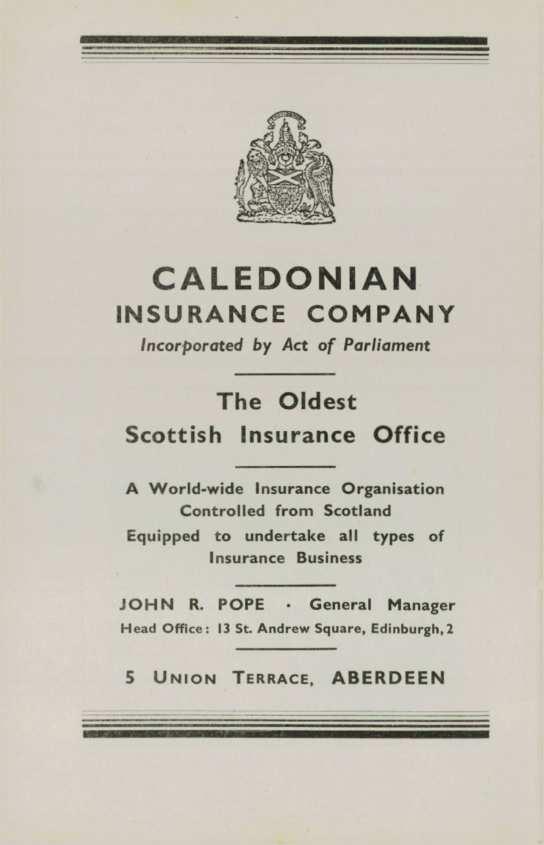 CALEDONIAN
INSURANCE COMPANY
Incorporated by Act of Parliament
The Oldest
Scottish Insurance Office
A World-wide Insurance Organisation
Controlled from Scotland
Equipped to undertake all types of
Insurance Business
JOHN R. POPE · General Manager
Head Office: 13 St. Andrew Square, Edinburgh, 2
5 UNION TERRACE, ABERDEEN